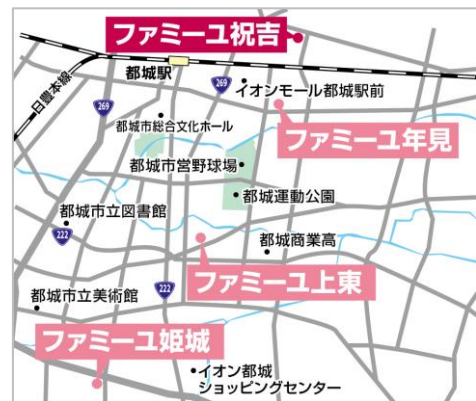 ファミーユ祝吉
都城駅
日豊本線
269
269
イオンモール都城駅前
都城市総合文化ホール
ファミーユ年見
都城市営野球場
都城運動公園
都城市立図書館
222
都城商業高
ファミーユ上東
222
都城市立美術館
ファミーユ姫城
イオン都城
ショッピングセンター